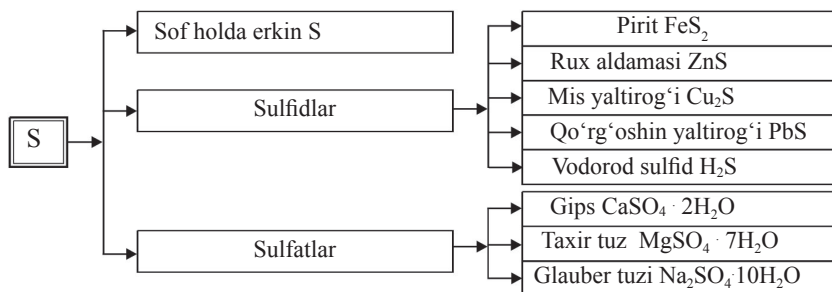 S
Sof holda erkin S
Sulfidlar
Pirit FeS₂
Rux aldamasi ZnS
Mis yaltirog‘i Cu₂S
Qo‘rg‘oshin yaltirog‘i PbS
Vodorod sulfid H₂S
Sulfatlar
Gips CaSO₄ · 2H₂O
Taxir tuz MgSO₄ · 7H₂O
Glauber tuzi Na₂SO₄·10H₂O